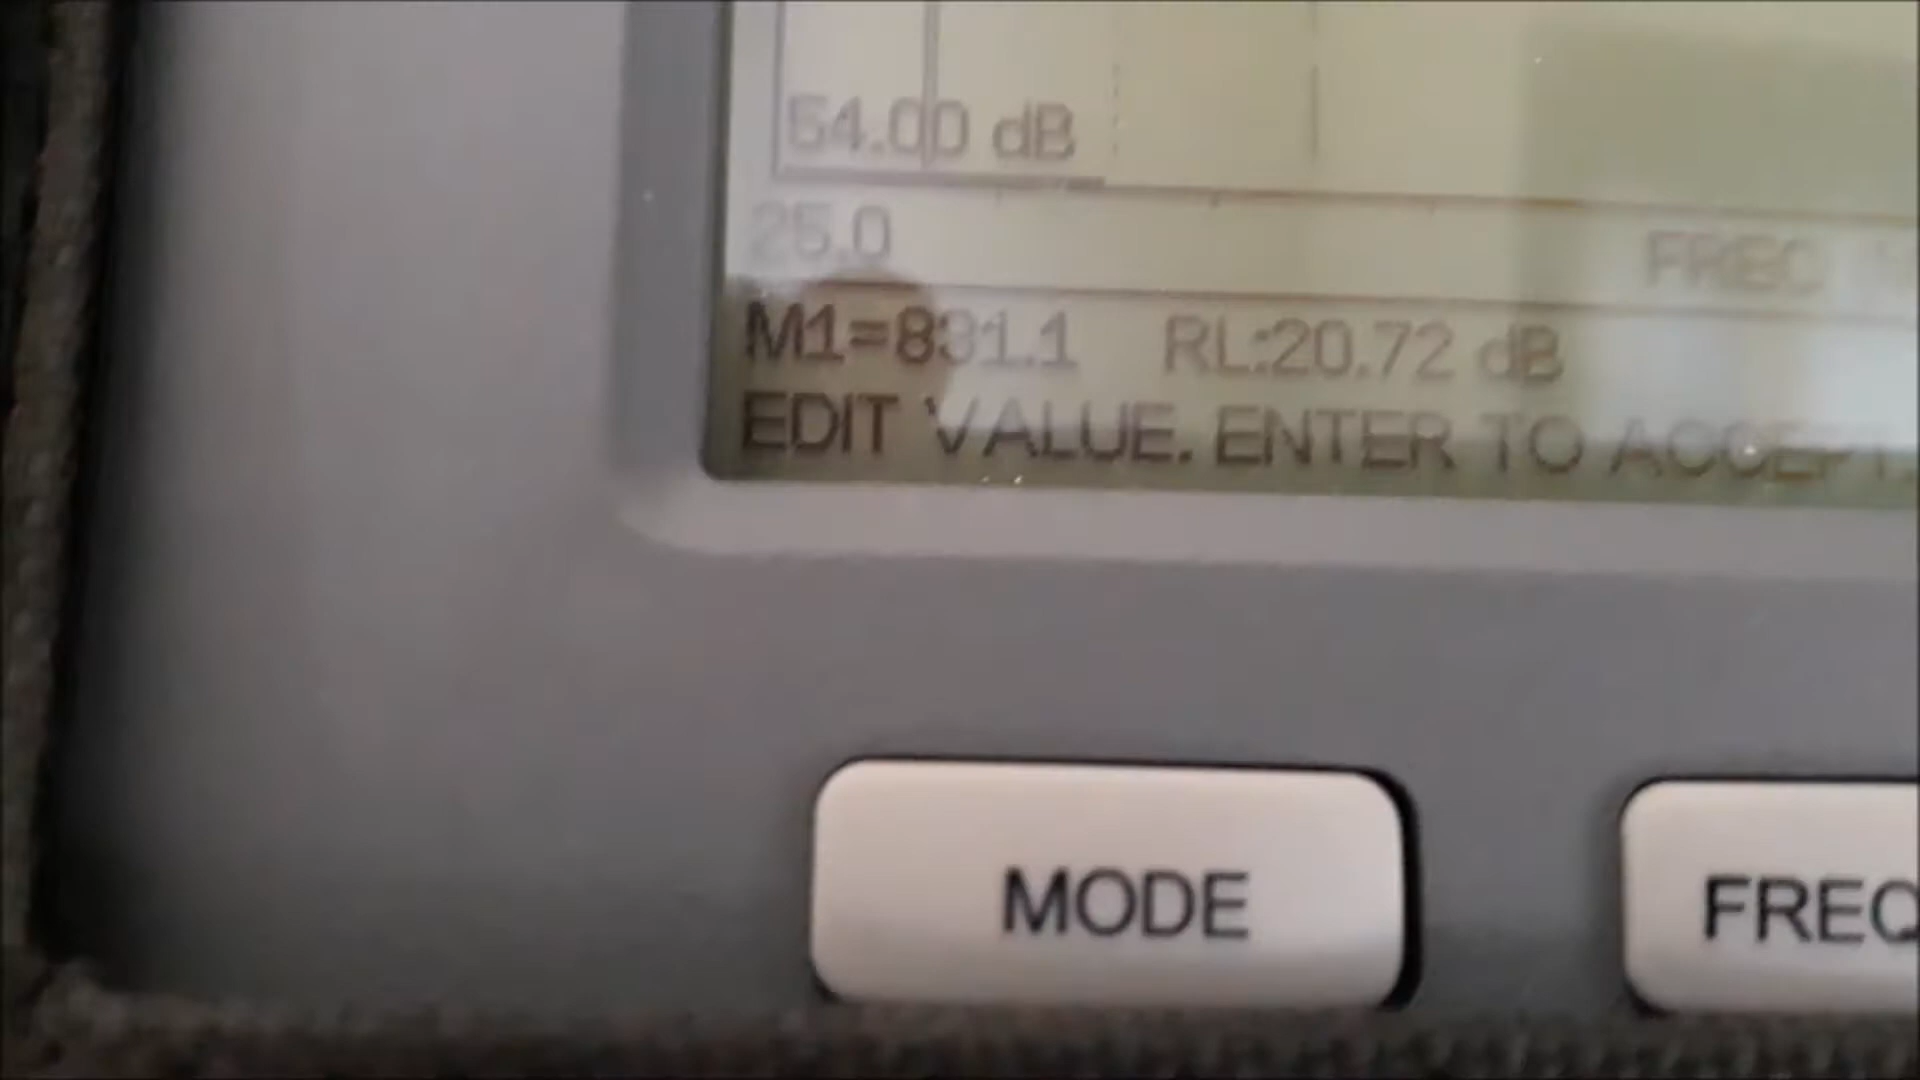 54.00 dB
25.0
FREQ
M1=831.1 RL:20.72 dB
EDIT VALUE. ENTER TO ACCEPT.
MODE
FREQ